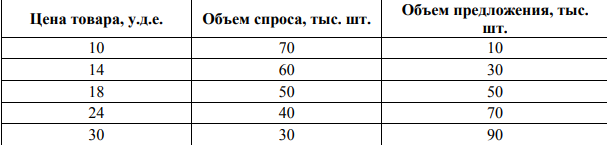 Цена товара, у.д.е. Объем спроса, тыс. шт. Объем предложения, тыс. шт.
10 70 10
14 60 30
18 50 50
24 40 70
30 30 90